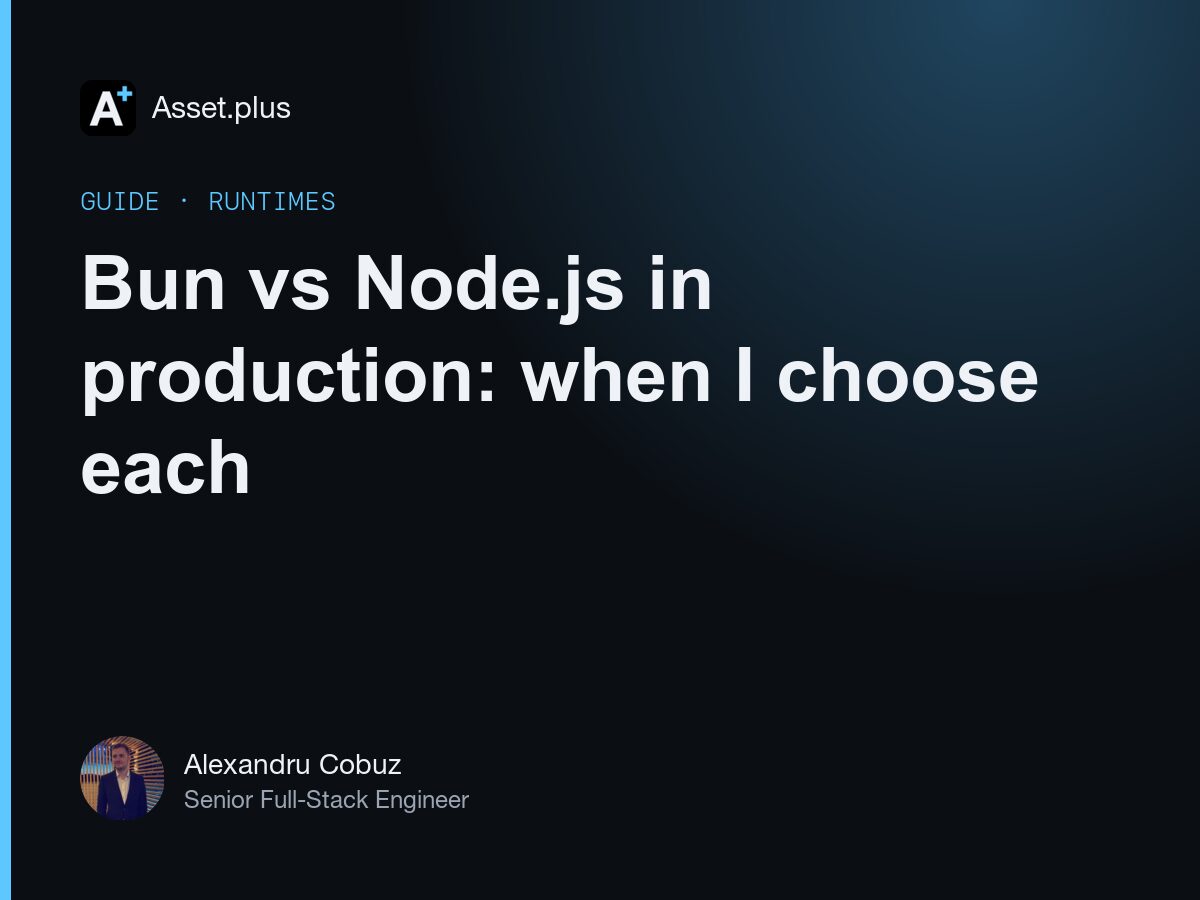 A+
Asset.plus
GUIDE · RUNTIMES
Bun vs Node.js in
production: when I choose
each
Alexandru Cobuz
Senior Full-Stack Engineer